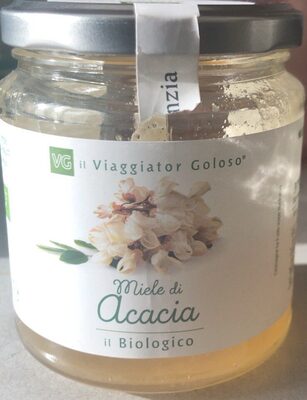 nzia
VG il Viaggiator Goloso®
Miele di
Acacia
il Biologico